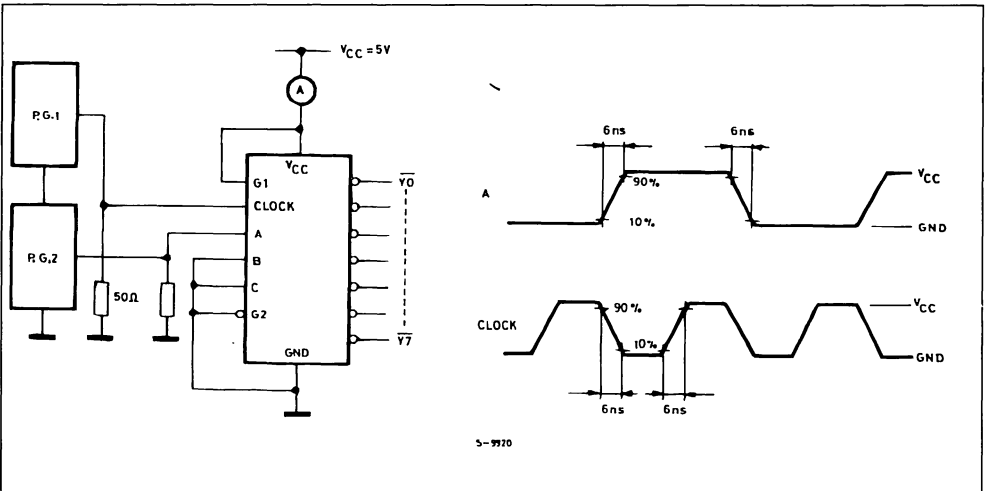 VCC = 5V
A
P.G.1
VCC
G1
Y0
CLOCK
A
P.G.2
B
50Ω
C
G2
Y7
GND
6ns
6ns
A
90%
10%
VCC
GND
CLOCK
90%
10%
VCC
GND
6ns
6ns
S-9920